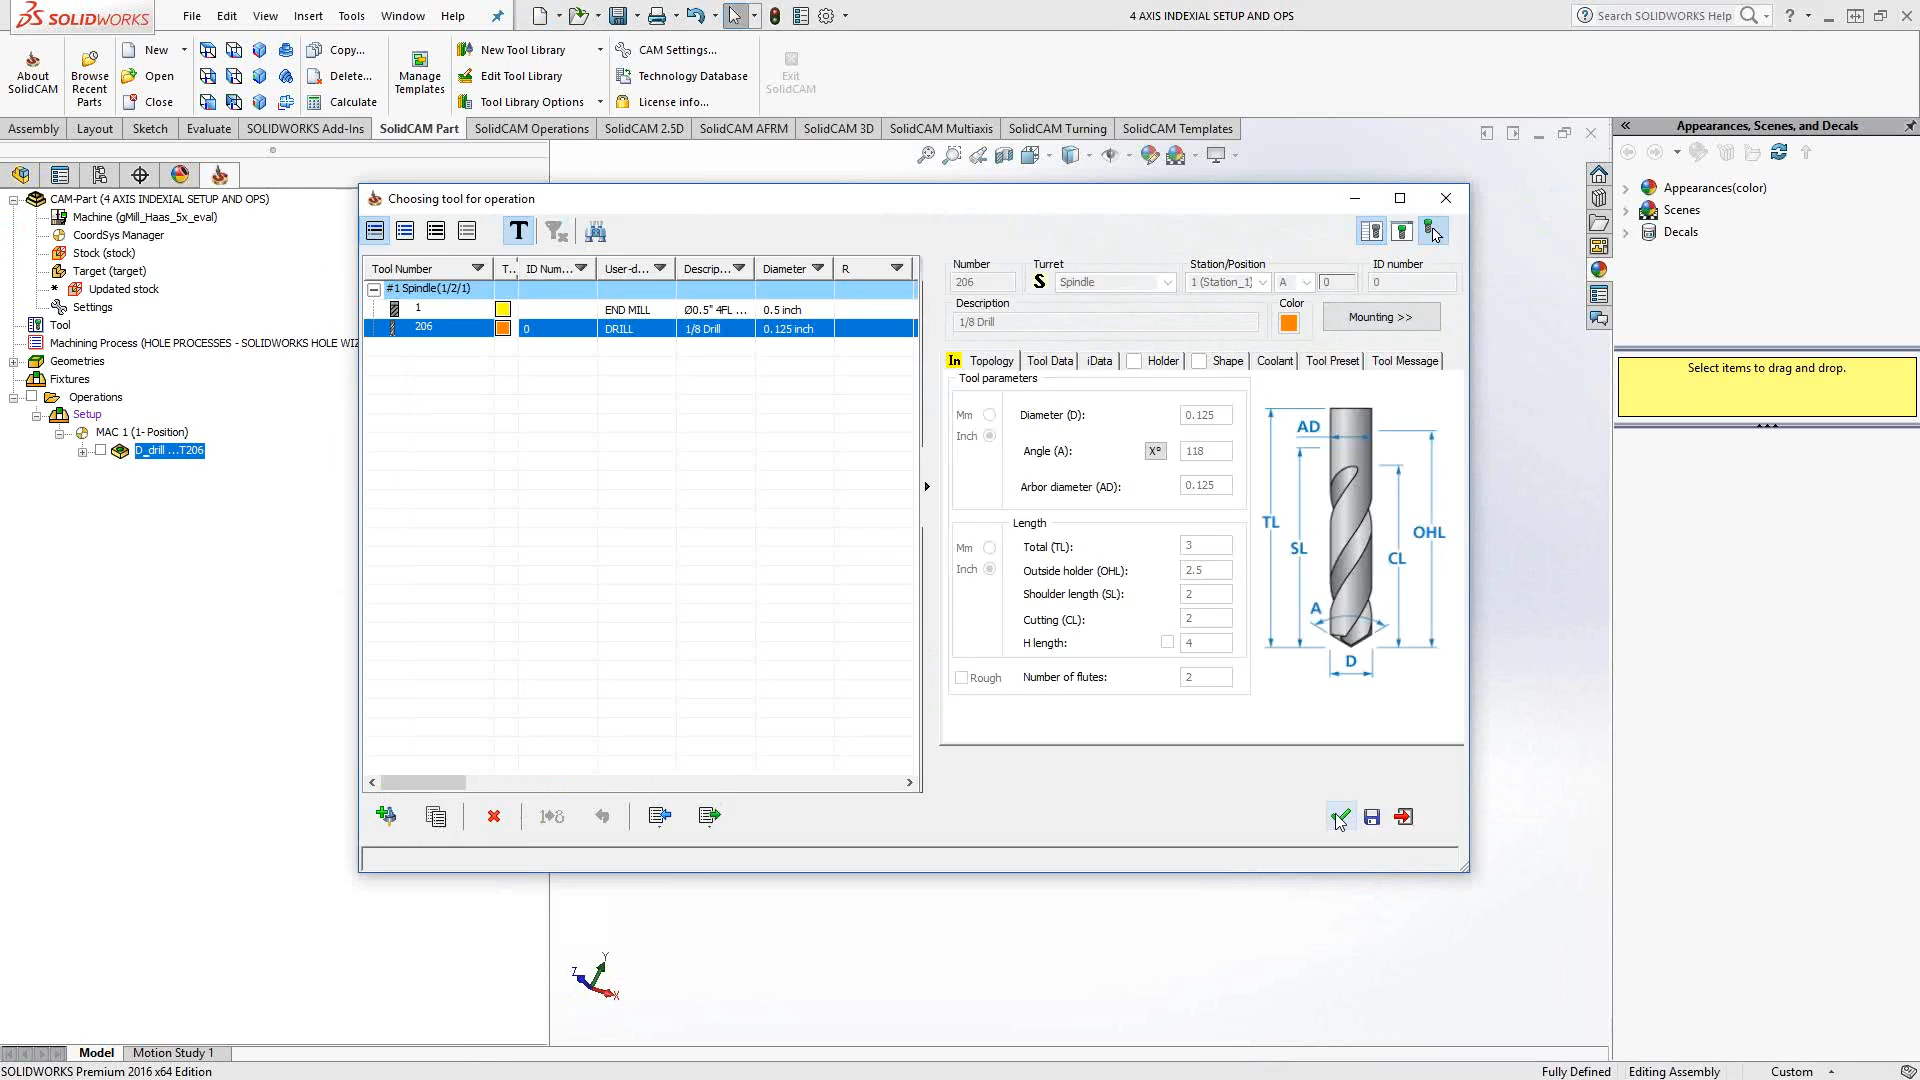 SOLIDWORKS
File Edit View Insert Tools Window Help
4 AXIS INDEXIAL SETUP AND OPS
Search SOLIDWORKS Help
About SolidCAM
Browse Recent Parts
New
Open
Close
Copy...
Delete...
Calculate
Manage Templates
New Tool Library
Edit Tool Library
Tool Library Options
CAM Settings...
Technology Database
License info...
Exit SolidCAM
Assembly Layout Sketch Evaluate SOLIDWORKS Add-Ins SolidCAM Part SolidCAM Operations SolidCAM 2.5D SolidCAM AFRM SolidCAM 3D SolidCAM Multiaxis SolidCAM Turning SolidCAM Templates
Appearances, Scenes, and Decals
Appearances(color)
Scenes
Decals
Select items to drag and drop.
CAM-Part (4 AXIS INDEXIAL SETUP AND OPS)
Machine (gMill_Haas_5x_eval)
CoordSys Manager
Stock (stock)
Target (target)
* Updated stock
Settings
Tool
Machining Process (HOLE PROCESSES - SOLIDWORKS HOLE WIZ
Geometries
Fixtures
Operations
Setup
MAC 1 (1- Position)
D_drill ...T206
Choosing tool for operation
T
Tool Number T.. ID Num... User-d... Descrip... Diameter R
#1 Spindle(1/2/1)
1 END MILL Ø0.5" 4FL ... 0.5 inch
206 0 DRILL 1/8 Drill 0.125 inch
Number Turret Station/Position ID number
206 S Spindle 1 (Station_1) A 0 0
Description Color
1/8 Drill Mounting >>
In Topology Tool Data iData Holder Shape Coolant Tool Preset Tool Message
Tool parameters
Mm
Inch
Diameter (D): 0.125
Angle (A): X° 118
Arbor diameter (AD): 0.125
Length
Mm
Inch
Total (TL): 3
Outside holder (OHL): 2.5
Shoulder length (SL): 2
Cutting (CL): 2
H length: 4
Rough Number of flutes: 2
AD
TL
SL
CL
OHL
A
D
Y
Z
X
Model Motion Study 1
SOLIDWORKS Premium 2016 x64 Edition
Fully Defined Editing Assembly Custom